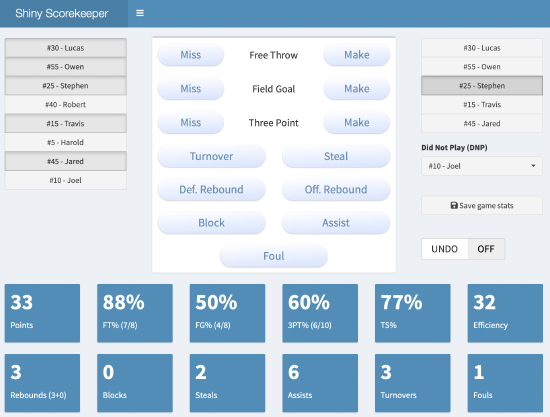 Shiny Scorekeeper
#30 - Lucas
#55 - Owen
#25 - Stephen
#40 - Robert
#15 - Travis
#5 - Harold
#45 - Jared
#10 - Joel
Miss Free Throw Make
Miss Field Goal Make
Miss Three Point Make
Turnover Steal
Def. Rebound Off. Rebound
Block Assist
Foul
#30 - Lucas
#55 - Owen
#25 - Stephen
#15 - Travis
#45 - Jared
Did Not Play (DNP)
#10 - Joel
Save game stats
UNDO OFF
33 88% 50% 60% 77% 32
Points FT% (7/8) FG% (4/8) 3PT% (6/10) TS% Efficiency
3 0 2 6 3 1
Rebounds (3+0) Blocks Steals Assists Turnovers Fouls